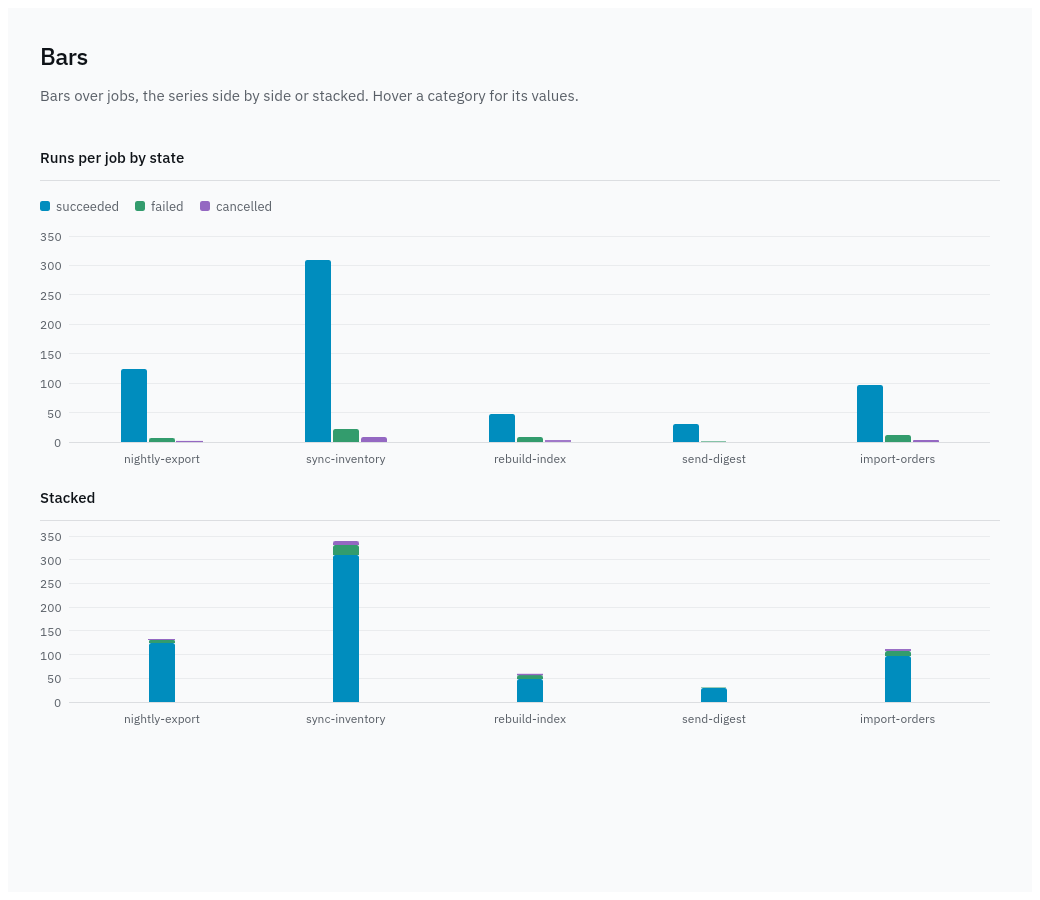 Bars
Bars over jobs, the series side by side or stacked. Hover a category for its values.
Runs per job by state
succeeded failed cancelled
350
300
250
200
150
100
50
0
nightly-export sync-inventory rebuild-index send-digest import-orders
Stacked
350
300
250
200
150
100
50
0
nightly-export sync-inventory rebuild-index send-digest import-orders